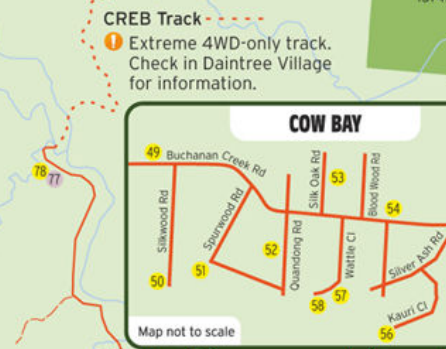 CREB Track
! Extreme 4WD-only track.
Check in Daintree Village
for information.
COW BAY
49
Buchanan Creek Rd
Silk Oak Rd
53
Blood Wood Rd
78
77
Silkwood Rd
Spurwood Rd
54
52
Quandong Rd
Wattle Cl
Silver Ash Rd
50
51
57
58
Kauri Cl
56
Map not to scale